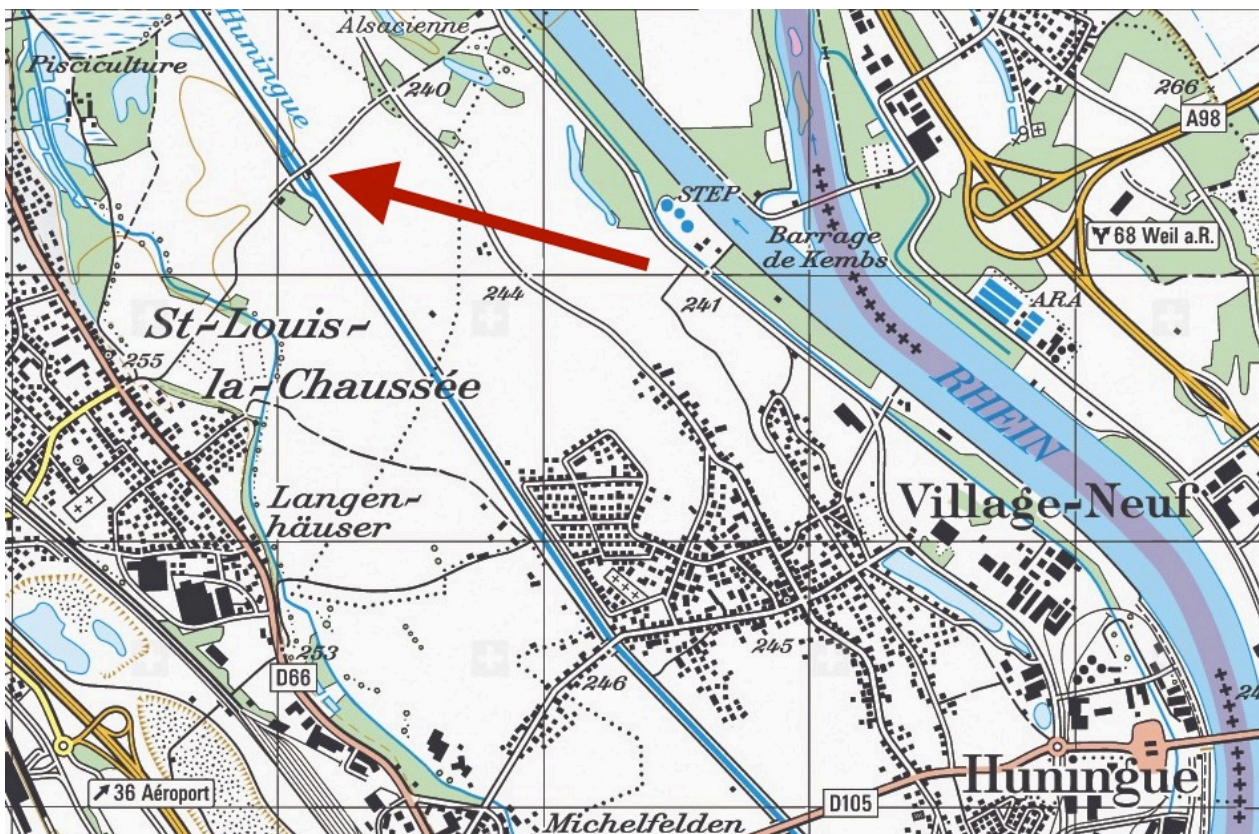 Huningue
Alsacienne
Pisciculture
240
266
A98
STEP
Barrage
de Kembs
68 Weil a.R.
241
244
ARA
St-Louis-
la-Chaussée
255
RHEIN
Langen-
häuser
Village-Neuf
253
D66
245
246
36 Aéroport
Huningue
D105
Michelfelden